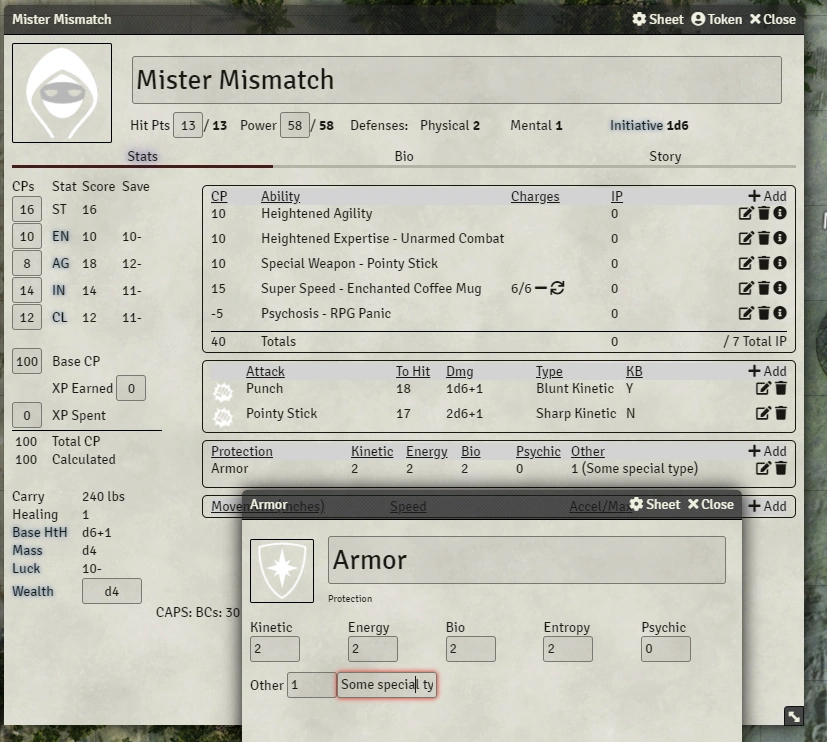 Mister Mismatch Sheet Token Close
Mister Mismatch
Hit Pts 13 / 13 Power 58 / 58 Defenses: Physical 2 Mental 1 Initiative 1d6
Stats Bio Story
CPs Stat Score Save
16 ST 16
10 EN 10 10-
8 AG 18 12-
14 IN 14 11-
12 CL 12 11-
100 Base CP
XP Earned 0
0 XP Spent
100 Total CP
100 Calculated
Carry 240 lbs
Healing 1
Base HtH d6+1
Mass d4
Luck 10-
Wealth d4
CAPS: BCs: 30
CP Ability Charges IP Add
10 Heightened Agility 0
10 Heightened Expertise - Unarmed Combat 0
10 Special Weapon - Pointy Stick 0
15 Super Speed - Enchanted Coffee Mug 6/6 0
-5 Psychosis - RPG Panic 0
40 Totals 0 / 7 Total IP
Attack To Hit Dmg Type KB Add
Punch 18 1d6+1 Blunt Kinetic Y
Pointy Stick 17 2d6+1 Sharp Kinetic N
Protection Kinetic Energy Bio Psychic Other Add
Armor 2 2 2 0 1 (Some special type)
Speed Add
Armor Sheet Close
Armor
Protection
Kinetic Energy Bio Entropy Psychic
2 2 2 2 0
Other 1 Some special ty